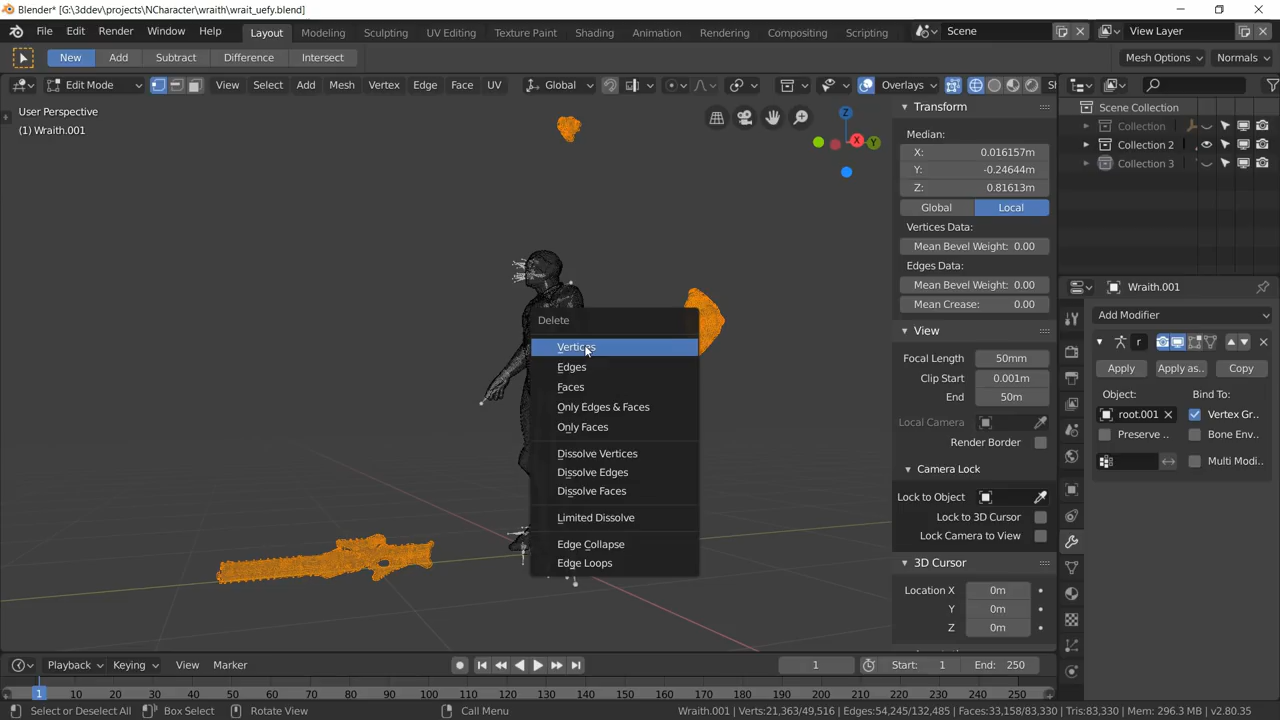 Blender* [G:\3ddev\projects\NCharacter\wraith\wrait_uefy.blend]
File Edit Render Window Help Layout Modeling Sculpting UV Editing Texture Paint Shading Animation Rendering Compositing Scripting Scene View Layer
New Add Subtract Difference Intersect Mesh Options Normals
Edit Mode View Select Add Mesh Vertex Edge Face UV Global Overlays
User Perspective
(1) Wraith.001
Z
X
Y
Delete
Vertices
Edges
Faces
Only Edges & Faces
Only Faces
Dissolve Vertices
Dissolve Edges
Dissolve Faces
Limited Dissolve
Edge Collapse
Edge Loops
Transform
Median:
X: 0.016157m
Y: -0.24644m
Z: 0.81613m
Global Local
Vertices Data:
Mean Bevel Weight: 0.00
Edges Data:
Mean Bevel Weight: 0.00
Mean Crease: 0.00
View
Focal Length 50mm
Clip Start 0.001m
End 50m
Local Camera
Render Border
Camera Lock
Lock to Object
Lock to 3D Cursor
Lock Camera to View
3D Cursor
Location X 0m
Y 0m
Z 0m
Scene Collection
Collection
Collection 2
Collection 3
Wraith.001
Add Modifier
r
Apply Apply as.. Copy
Object: Bind To:
root.001 Vertex Gr..
Preserve .. Bone Env..
Multi Modi..
Playback Keying View Marker 1 Start: 1 End: 250
1 10 20 30 40 50 60 70 80 90 100 110 120 130 140 150 160 170 180 190 200 210 220 230 240 250
Select or Deselect All Box Select Rotate View Call Menu Wraith.001 | Verts:21,363/49,516 | Edges:54,245/132,485 | Faces:33,158/83,330 | Tris:83,330 | Mem: 296.3 MB | v2.80.35